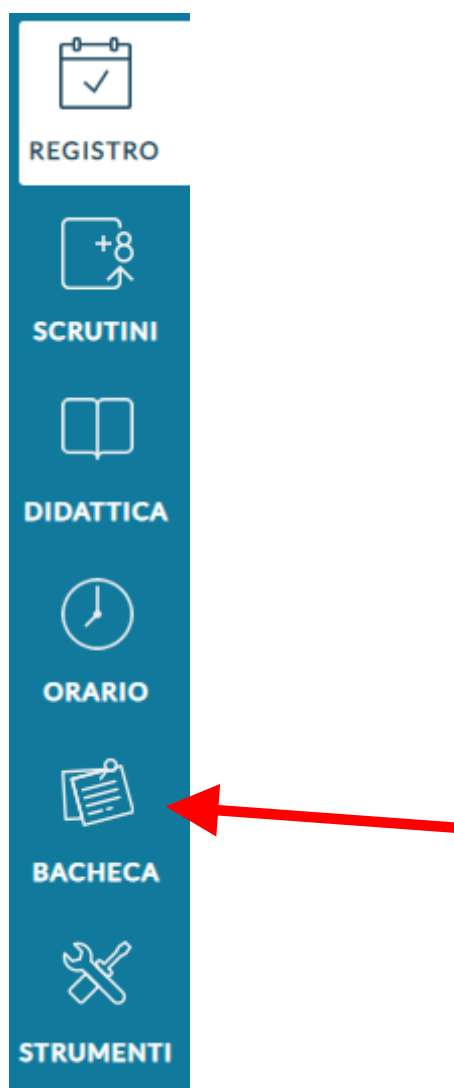 REGISTRO
+8
SCRUTINI
DIDATTICA
ORARIO
BACHECA
STRUMENTI